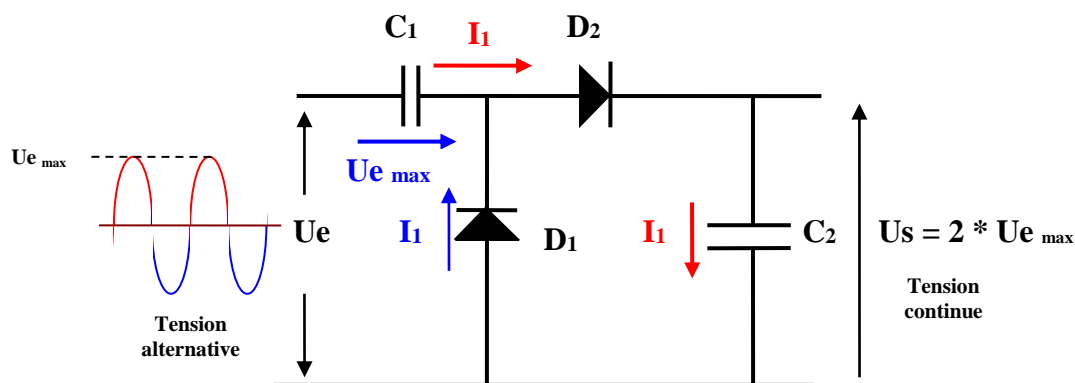 C1
I1
D2
Ue max
Ue max
Ue
I1
D1
I1
C2
Us = 2 * Ue max
Tension
alternative
Tension
continue